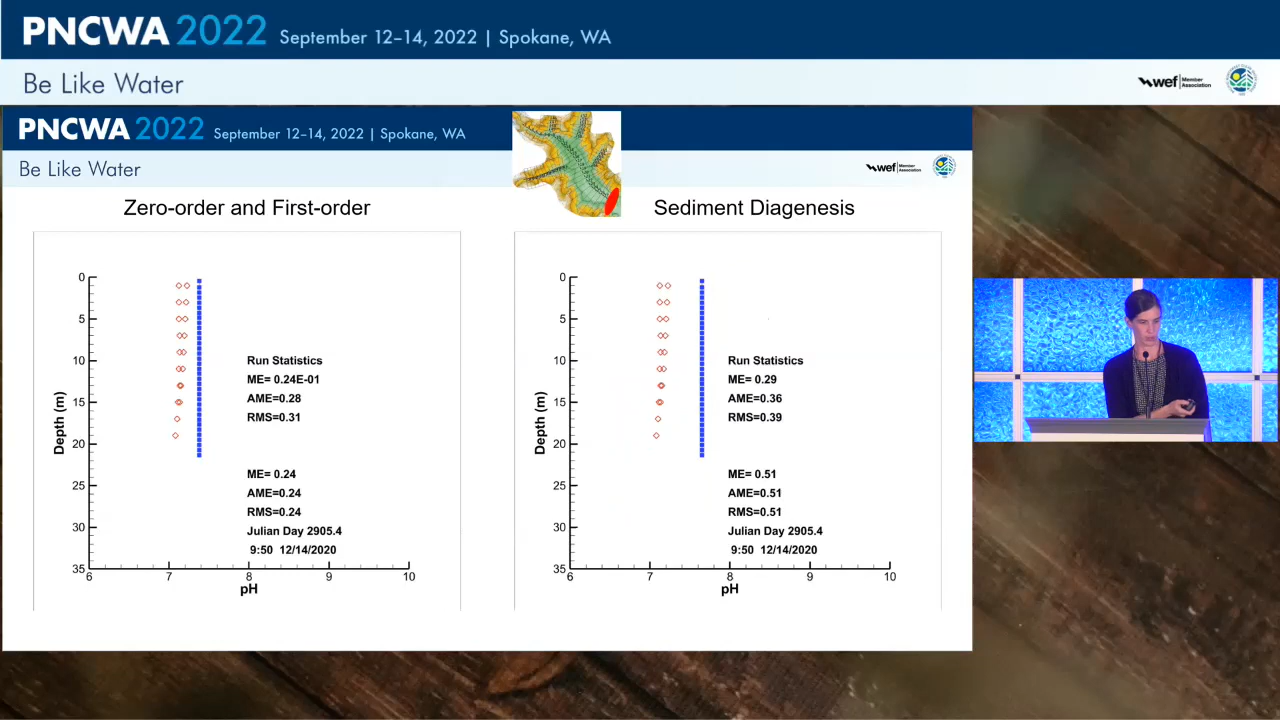 PNCWA 2022 September 12–14, 2022 | Spokane, WA
Be Like Water
wef Member Association
PNCWA 2022 September 12–14, 2022 | Spokane, WA
Be Like Water
wef Member Association
Zero-order and First-order
Sediment Diagenesis
0
5
10
15
20
25
30
35
Depth (m)
Run Statistics
ME= 0.24E-01
AME=0.28
RMS=0.31
ME= 0.24
AME=0.24
RMS=0.24
Julian Day 2905.4
9:50 12/14/2020
6 7 8 9 10
pH
0
5
10
15
20
25
30
35
Depth (m)
Run Statistics
ME= 0.29
AME=0.36
RMS=0.39
ME= 0.51
AME=0.51
RMS=0.51
Julian Day 2905.4
9:50 12/14/2020
6 7 8 9 10
pH